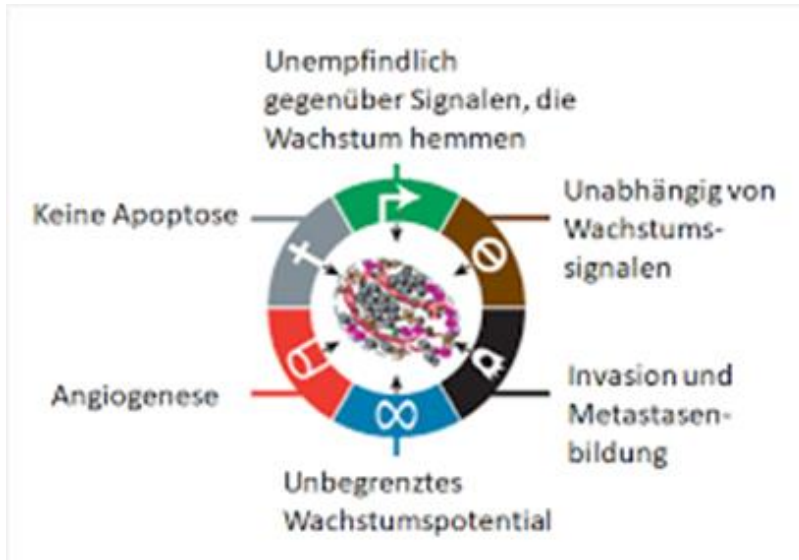 Unempfindlich
gegenüber Signalen, die
Wachstum hemmen
Keine Apoptose
Unabhängig von
Wachstums-
signalen
Angiogenese
Invasion und
Metastasen-
bildung
Unbegrenztes
Wachstumspotential